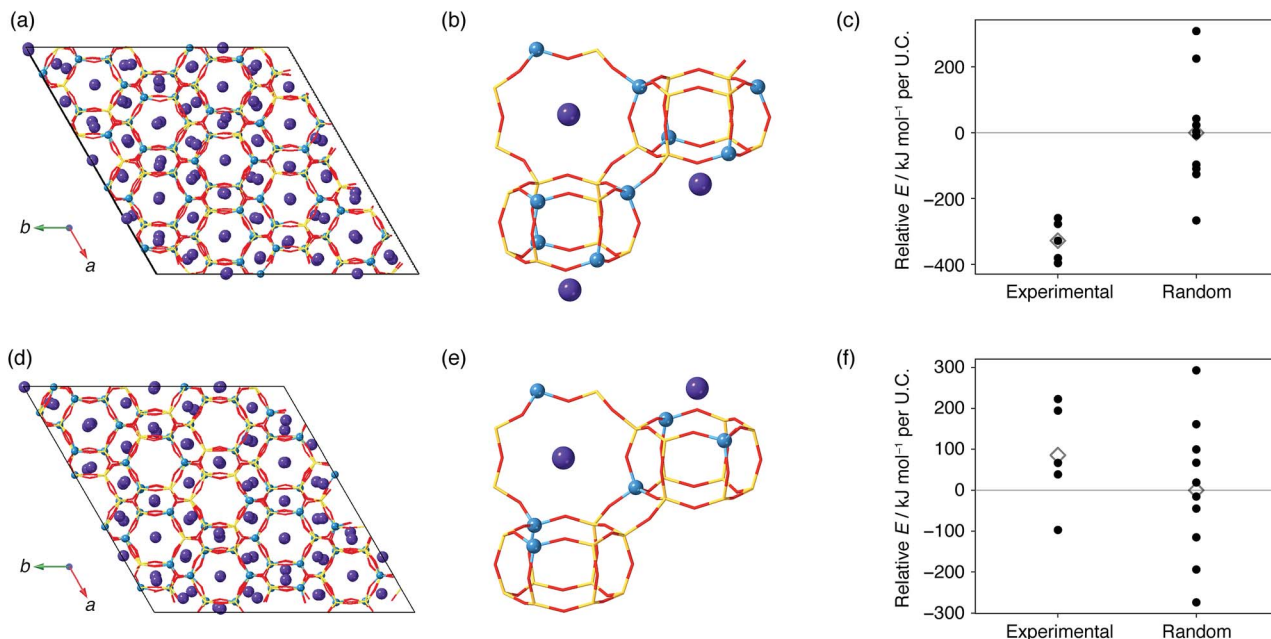 (a)
(b)
(c)
b
a
Relative E / kJ mol⁻¹ per U.C.
200
0
−200
−400
Experimental
Random
(d)
(e)
(f)
b
a
Relative E / kJ mol⁻¹ per U.C.
300
200
100
0
−100
−200
−300
Experimental
Random